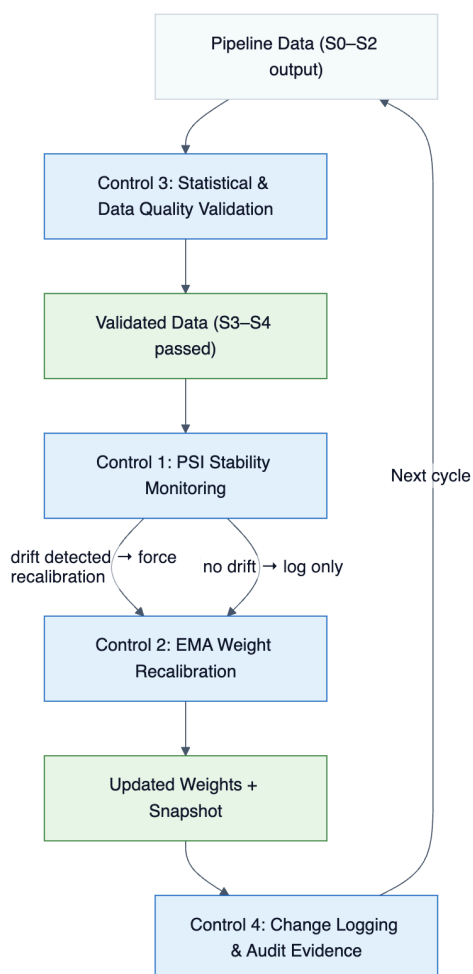 Pipeline Data (S0–S2
output)
Control 3: Statistical &
Data Quality Validation
Validated Data (S3–S4
passed)
Control 1: PSI Stability
Monitoring
Next cycle
drift detected → force
recalibration
no drift → log only
Control 2: EMA Weight
Recalibration
Updated Weights +
Snapshot
Control 4: Change Logging
& Audit Evidence